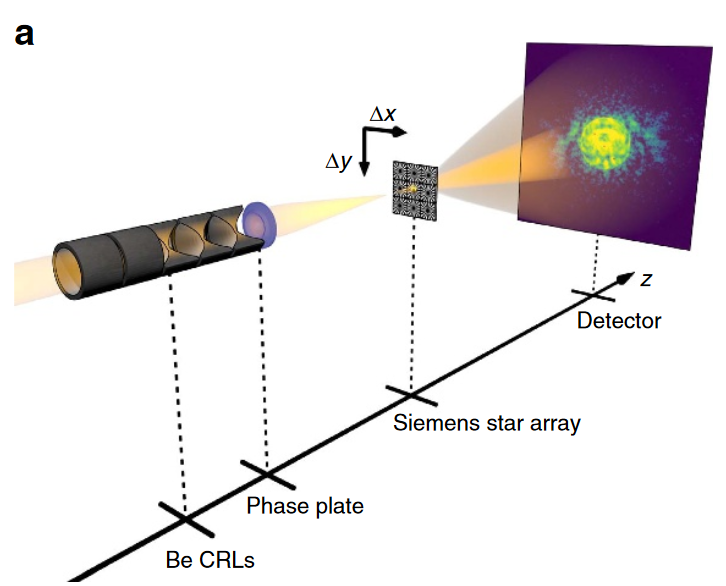 a
Δx
Δy
z
Detector
Siemens star array
Phase plate
Be CRLs